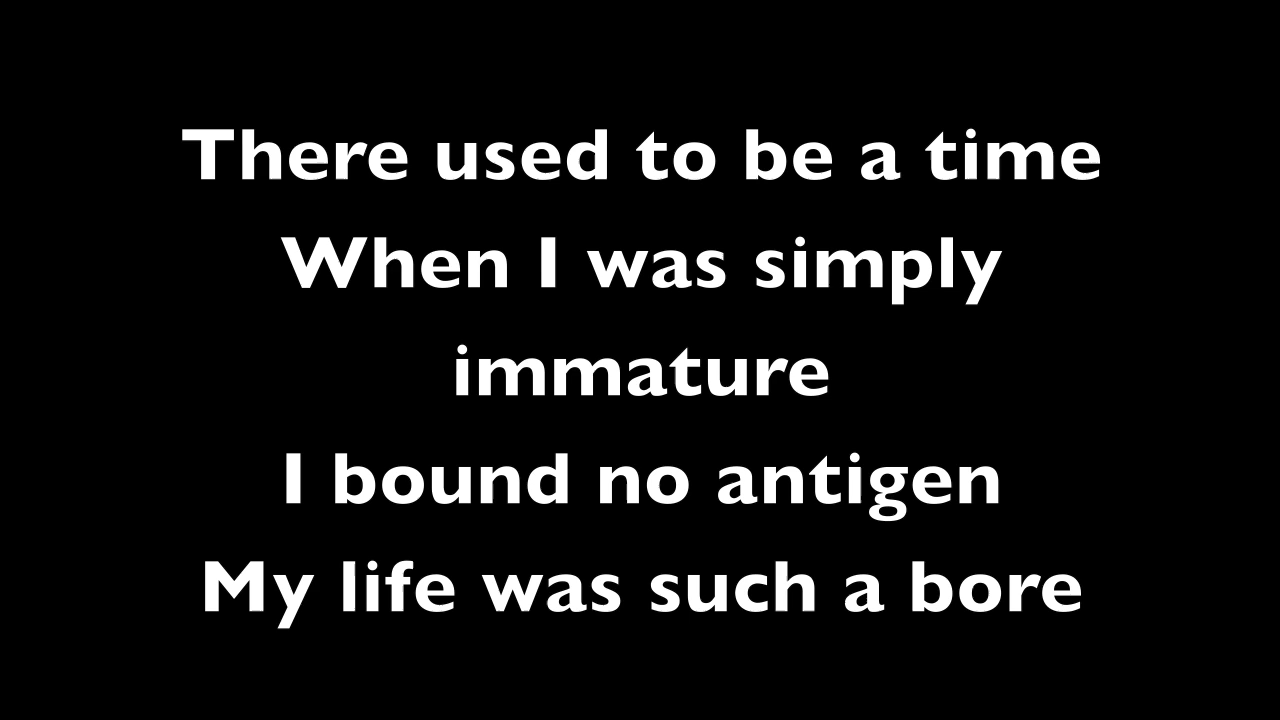 There used to be a time
When I was simply
immature
I bound no antigen
My life was such a bore